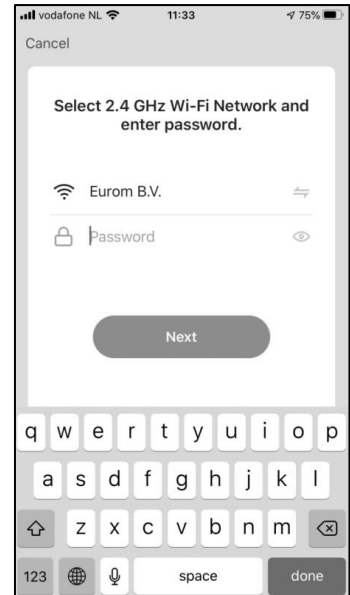 vodafone NL 11:33 75%
Cancel
Select 2.4 GHz Wi-Fi Network and
enter password.
Eurom B.V.
Password
Next
q w e r t y u i o p
a s d f g h j k l
z x c v b n m
123 space done